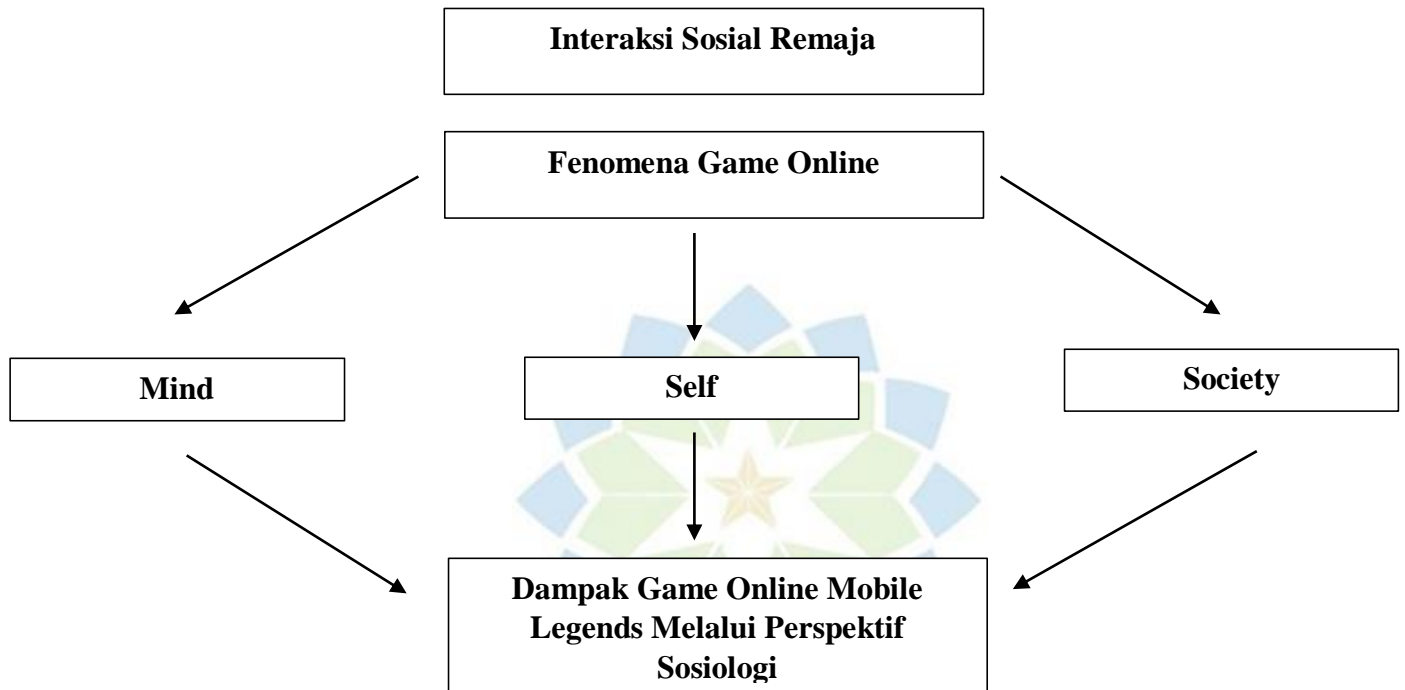 Interaksi Sosial Remaja
Fenomena Game Online
Mind
Self
Society
Dampak Game Online Mobile
Legends Melalui Perspektif
Sosiologi